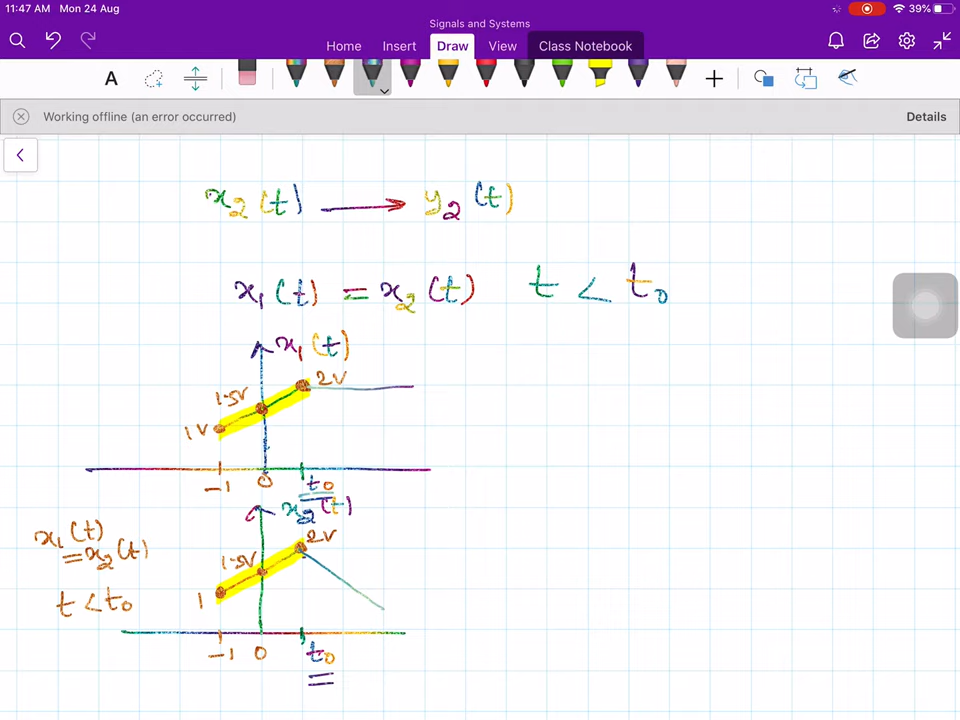 11:47 AM Mon 24 Aug
39%
Signals and Systems
Home Insert Draw View Class Notebook
A
Working offline (an error occurred) Details
x₂(t) → y₂(t)
x₁(t) = x₂(t) t < t₀
x₁(t)
2V
1.5V
1V
-1 0 t₀
x₂(t)
x₁(t)
= x₂(t)
t < t₀
2V
1.5V
1
-1 0 t₀